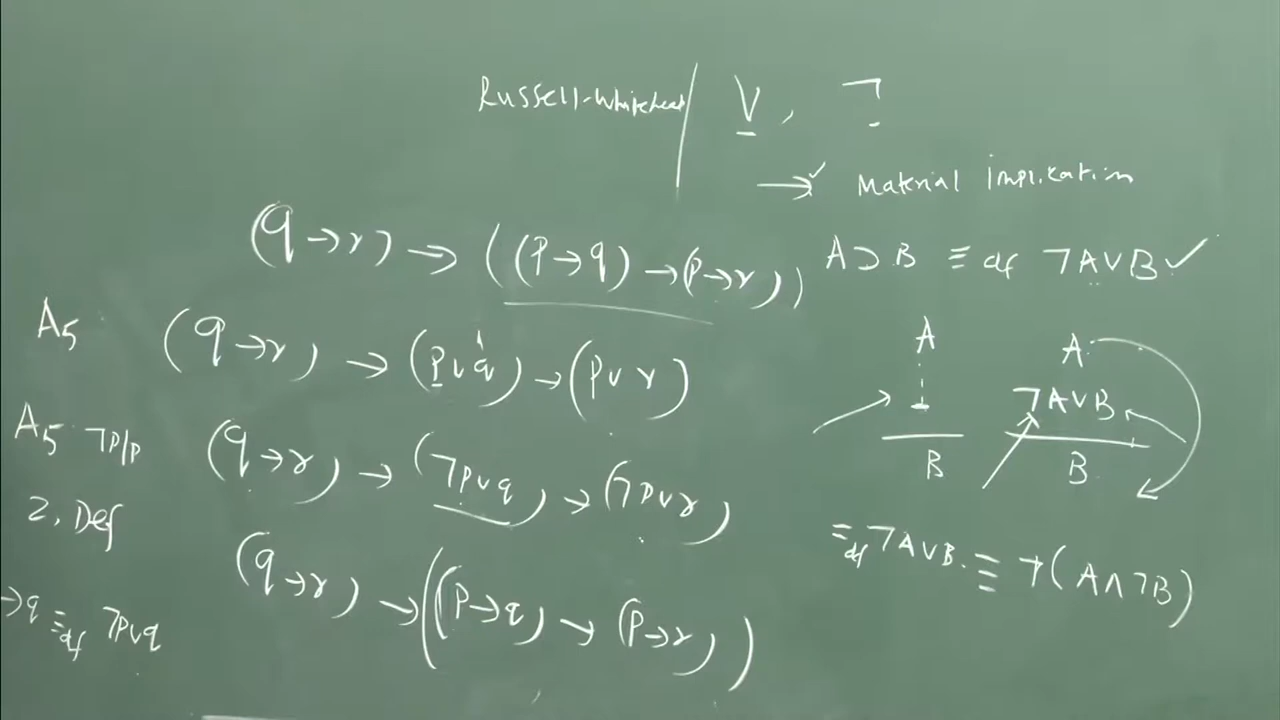 Russell-Whitehead | ∨, ¬
→ ✓ Material Implication
(q → r) → ((p → q) → (p → r))
A ⊃ B ≡ df ¬A ∨ B ✓
A5 (q → r) → (p ∨ q) → (p ∨ r)
A
B
A
¬A ∨ B
B
A5 ¬p/p (q → r) → (¬p ∨ q) → (¬p ∨ r)
2. Def (q → r) → ((p → q) → (p → r))
→ q ≡df ¬p ∨ q
≡df ¬A ∨ B. ≡ ¬(A ∧ ¬B)